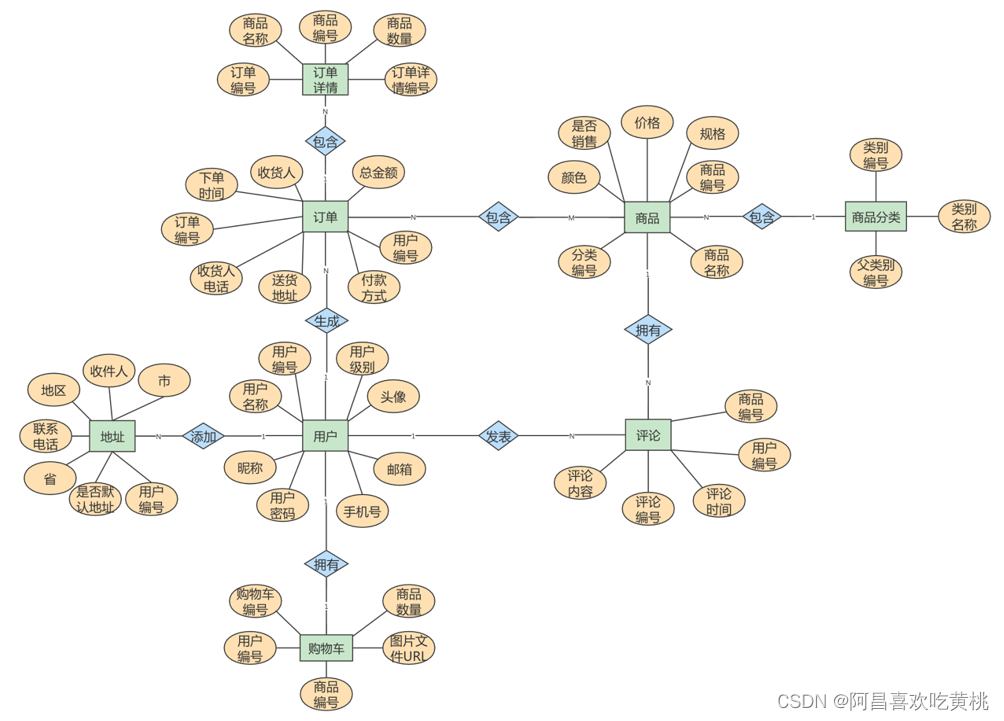 商品
名称
商品
编号
商品
数量
订单
编号
订单
详情
订单详
情编号
N
包含
1
下单
时间
收货人
总金额
订单
编号
订单
收货人
电话
送货
地址
付款
方式
用户
编号
N
包含
M
是否
销售
价格
规格
颜色
商品
编号
商品
分类
编号
商品
名称
N
包含
1
类别
编号
商品分类
类别
名称
父类别
编号
N
生成
1
1
拥有
N
地区
收件人
市
联系
电话
地址
省
是否默
认地址
用户
编号
N
添加
1
用户
编号
用户
级别
用户
名称
头像
用户
昵称
邮箱
用户
密码
手机号
1
发表
N
商品
编号
评论
用户
编号
评论
内容
评论
编号
评论
时间
1
拥有
1
购物车
编号
商品
数量
用户
编号
购物车
图片文
件URL
商品
编号
CSDN @阿昌喜欢吃黄桃